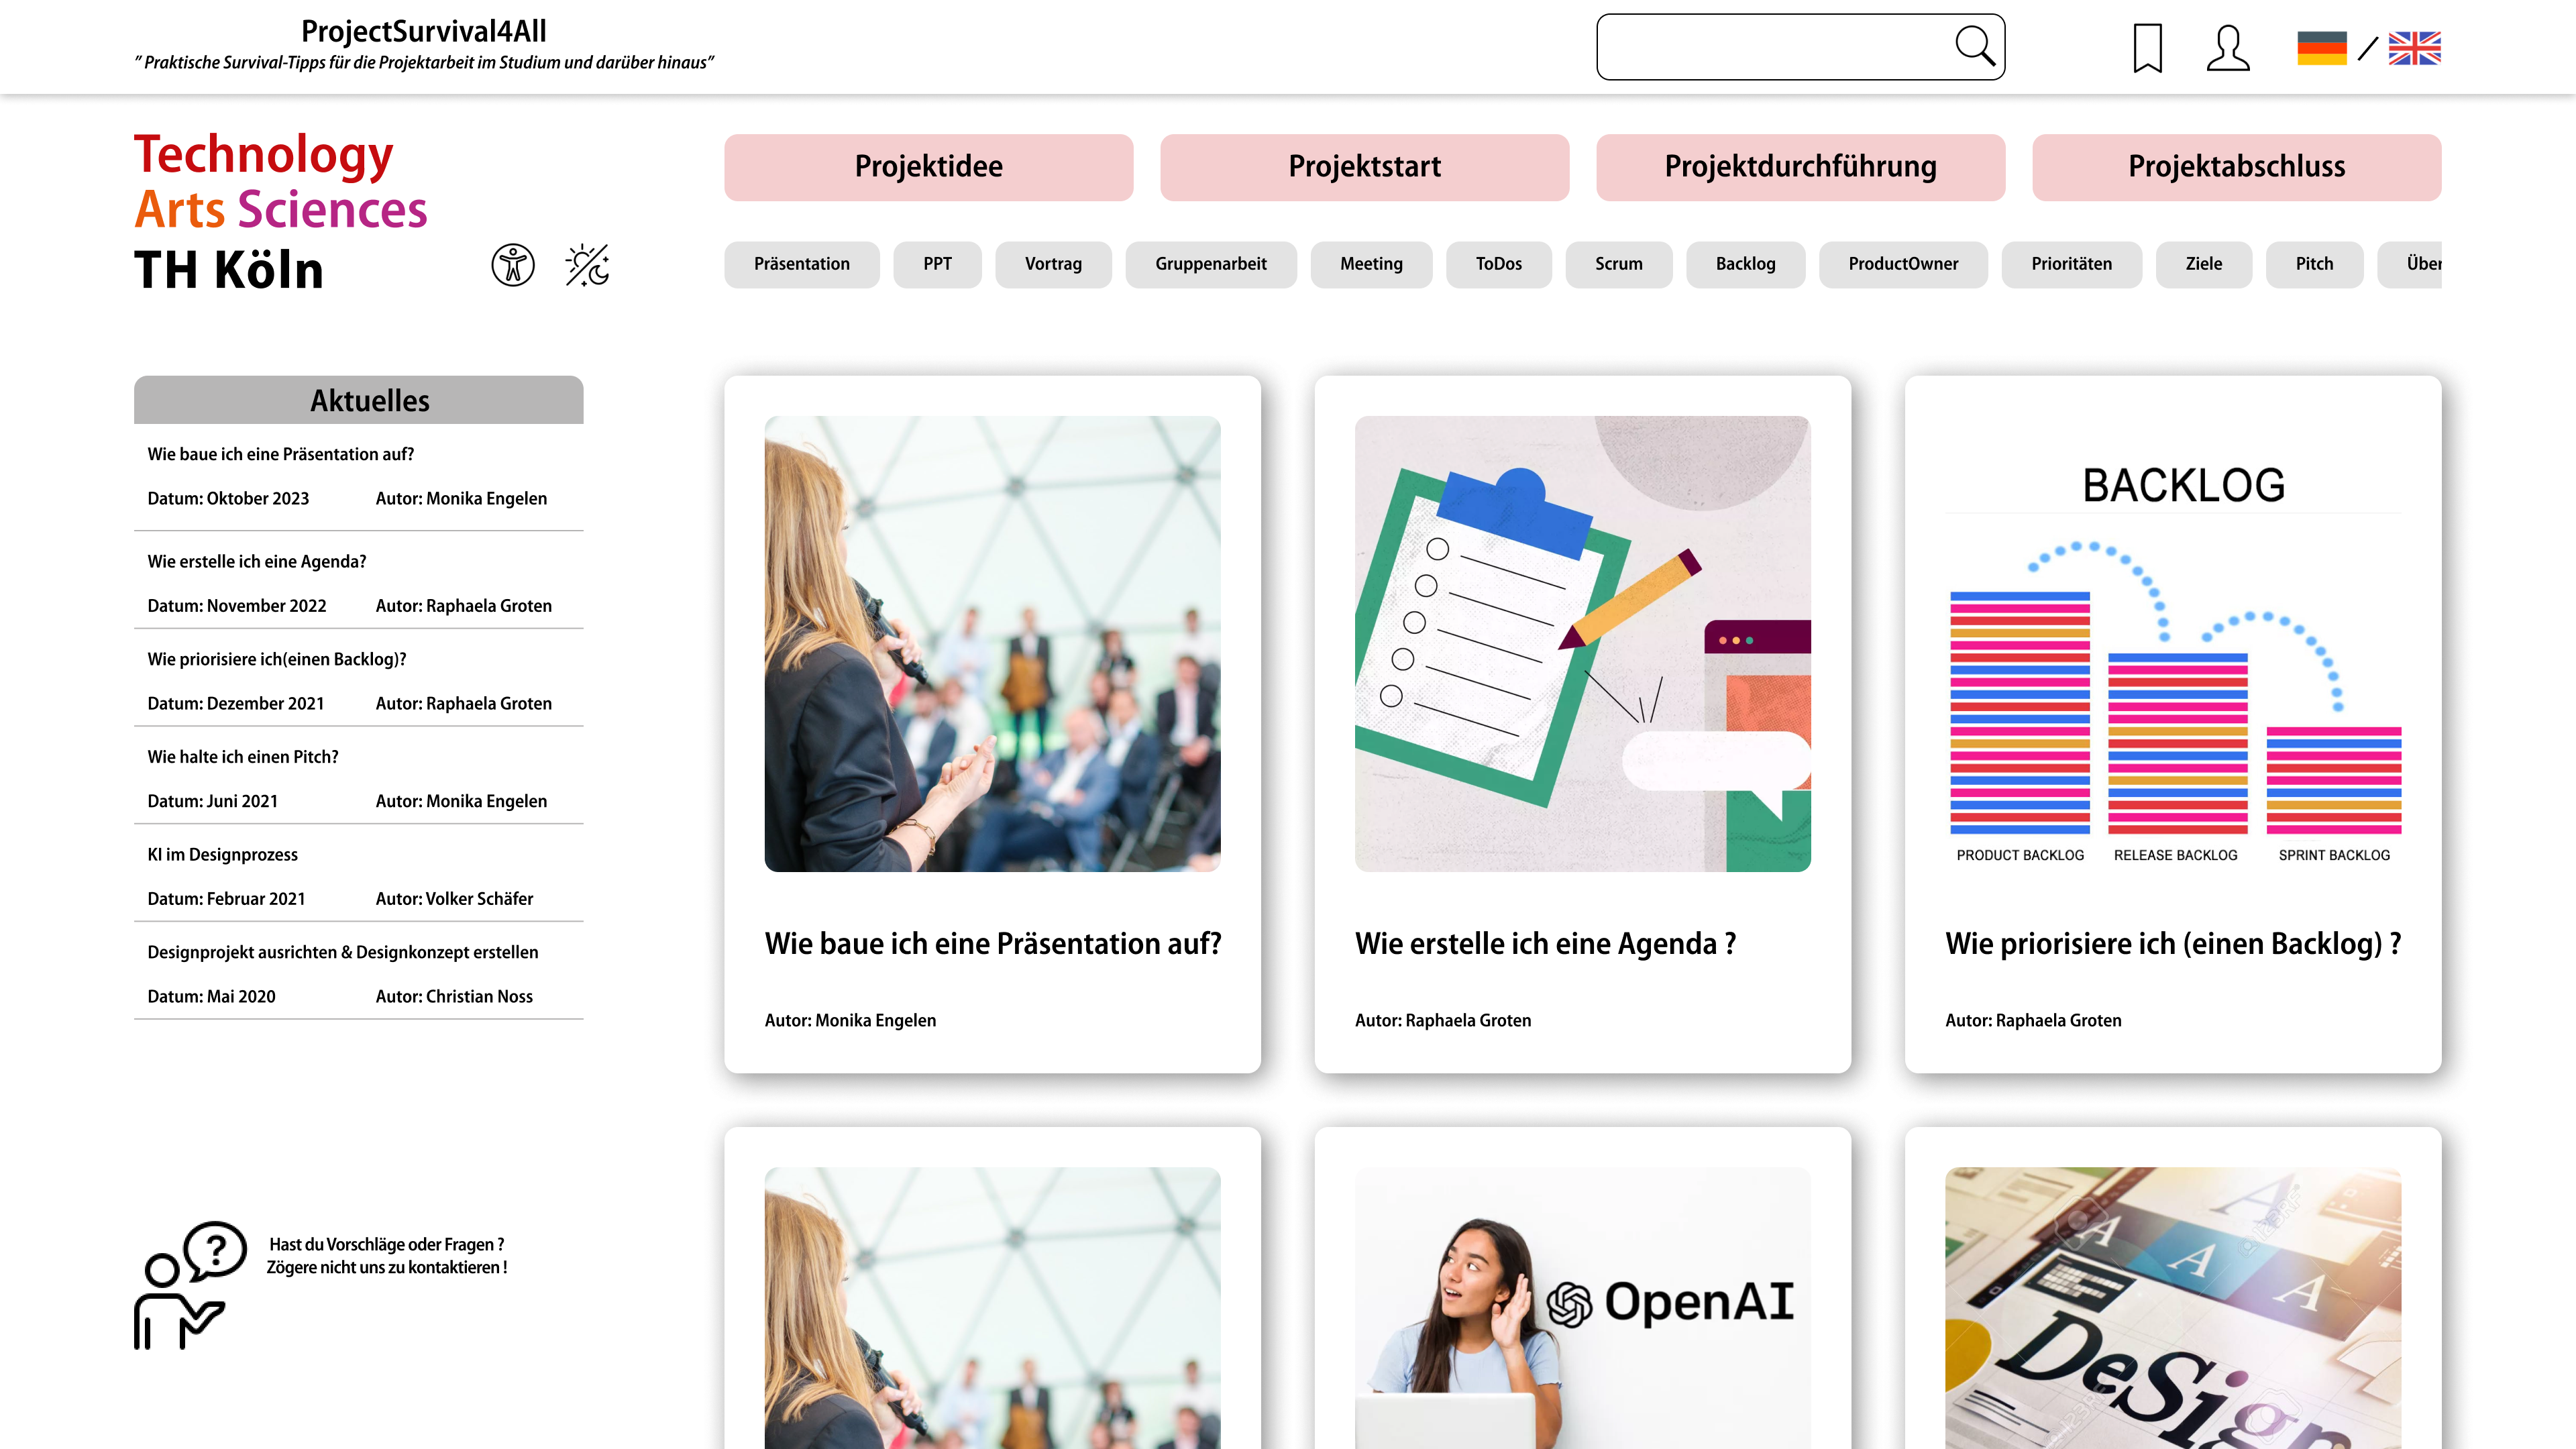 ProjectSurvival4All
" Praktische Survival-Tipps für die Projektarbeit im Studium und darüber hinaus"
Technology
Arts Sciences
TH Köln
Projektidee
Projektstart
Projektdurchführung
Projektabschluss
Präsentation
PPT
Vortrag
Gruppenarbeit
Meeting
ToDos
Scrum
Backlog
ProductOwner
Prioritäten
Ziele
Pitch
Über
Aktuelles
Wie baue ich eine Präsentation auf?
Datum: Oktober 2023 Autor: Monika Engelen
Wie erstelle ich eine Agenda?
Datum: November 2022 Autor: Raphaela Groten
Wie priorisiere ich(einen Backlog)?
Datum: Dezember 2021 Autor: Raphaela Groten
Wie halte ich einen Pitch?
Datum: Juni 2021 Autor: Monika Engelen
KI im Designprozess
Datum: Februar 2021 Autor: Volker Schäfer
Designprojekt ausrichten & Designkonzept erstellen
Datum: Mai 2020 Autor: Christian Noss
?
Hast du Vorschläge oder Fragen ?
Zögere nicht uns zu kontaktieren !
Wie baue ich eine Präsentation auf?
Autor: Monika Engelen
Wie erstelle ich eine Agenda ?
Autor: Raphaela Groten
BACKLOG
PRODUCT BACKLOG
RELEASE BACKLOG
SPRINT BACKLOG
Wie priorisiere ich (einen Backlog) ?
Autor: Raphaela Groten
OpenAI
A
A
A
A
F
DeSign
123RF